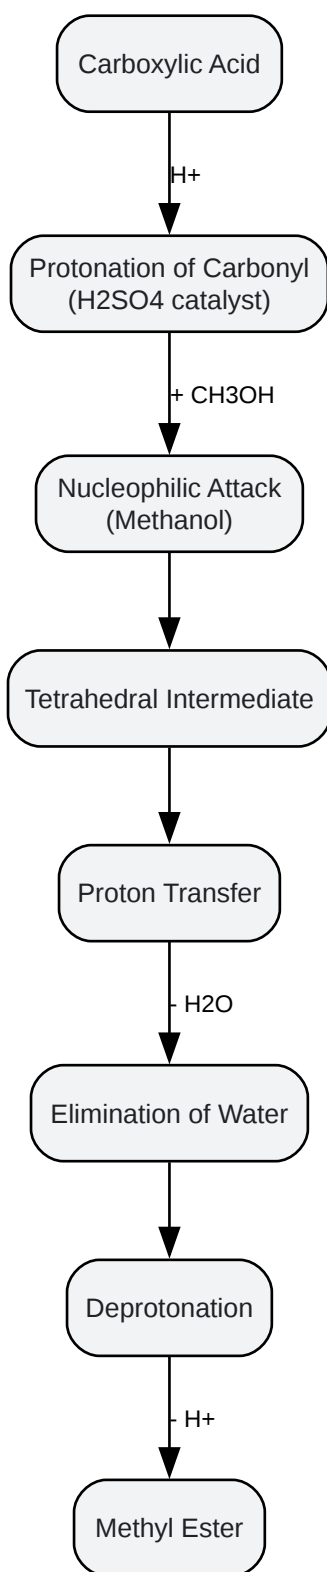 Carboxylic Acid
H+
Protonation of Carbonyl
(H2SO4 catalyst)
+ CH3OH
Nucleophilic Attack
(Methanol)
Tetrahedral Intermediate
Proton Transfer
- H2O
Elimination of Water
Deprotonation
- H+
Methyl Ester